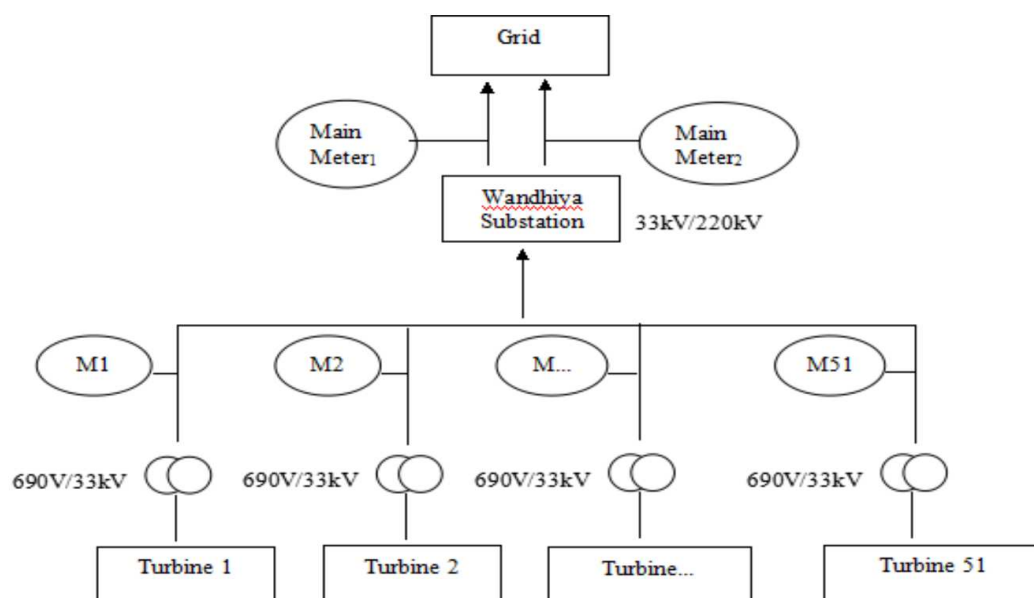 Grid
Main
Meter1
Main
Meter2
Wandhiya
Substation
33kV/220kV
M1
M2
M...
M51
690V/33kV
690V/33kV
690V/33kV
690V/33kV
Turbine 1
Turbine 2
Turbine...
Turbine 51